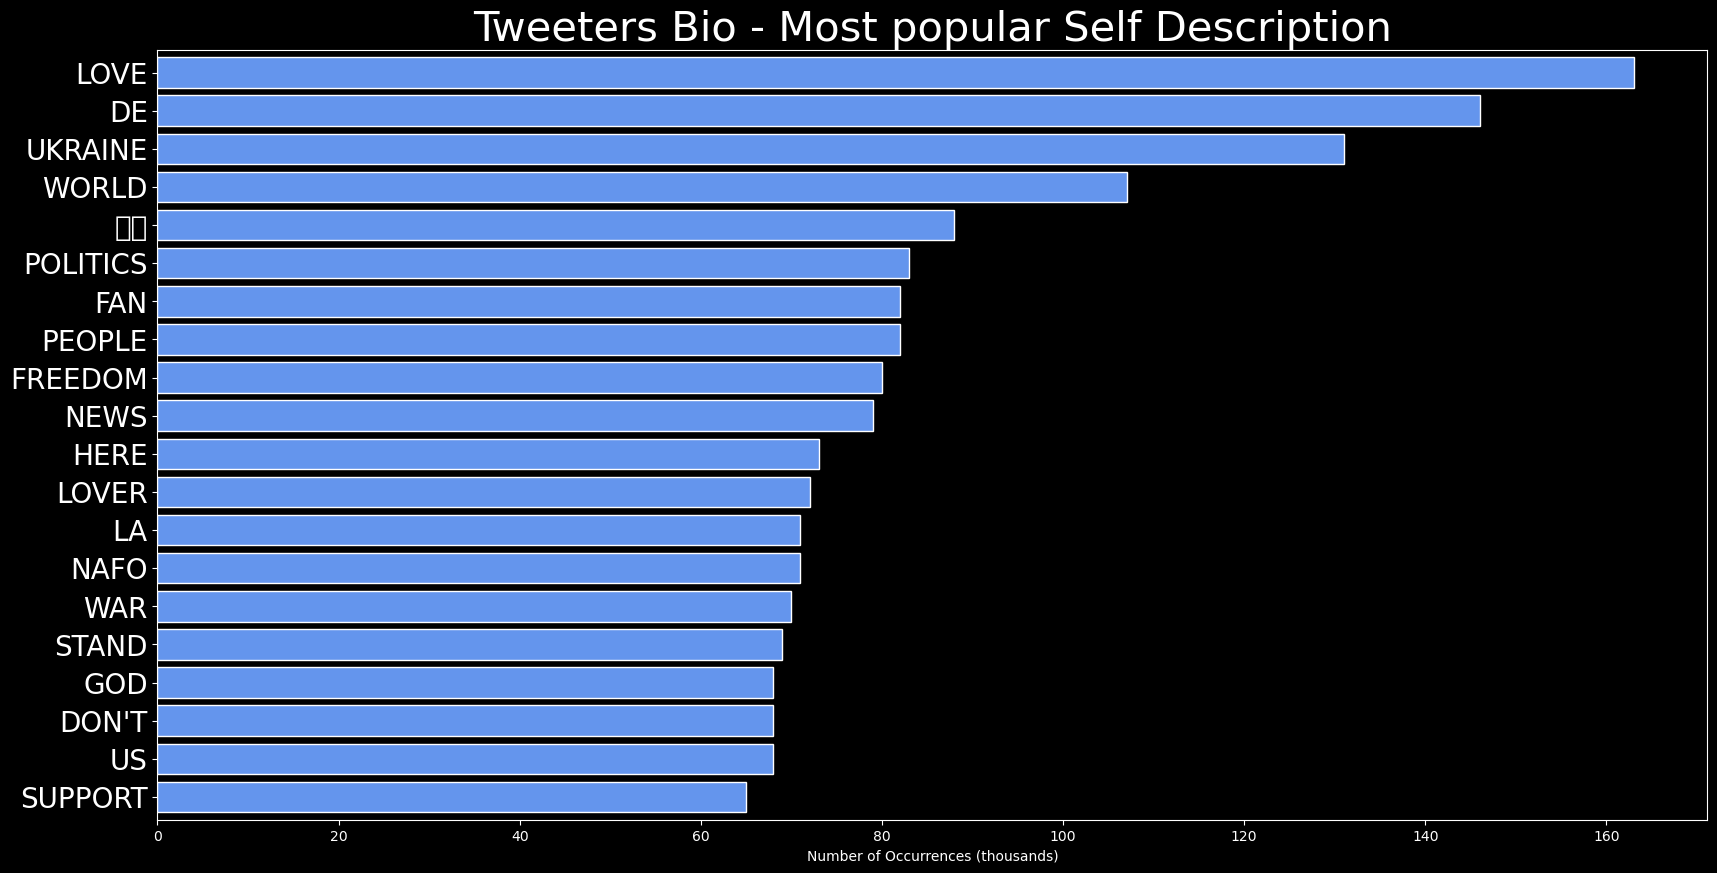 Tweeters Bio - Most popular Self Description
LOVE
DE
UKRAINE
WORLD
POLITICS
FAN
PEOPLE
FREEDOM
NEWS
HERE
LOVER
LA
NAFO
WAR
STAND
GOD
DON'T
US
SUPPORT
0 20 40 60 80 100 120 140 160
Number of Occurrences (thousands)